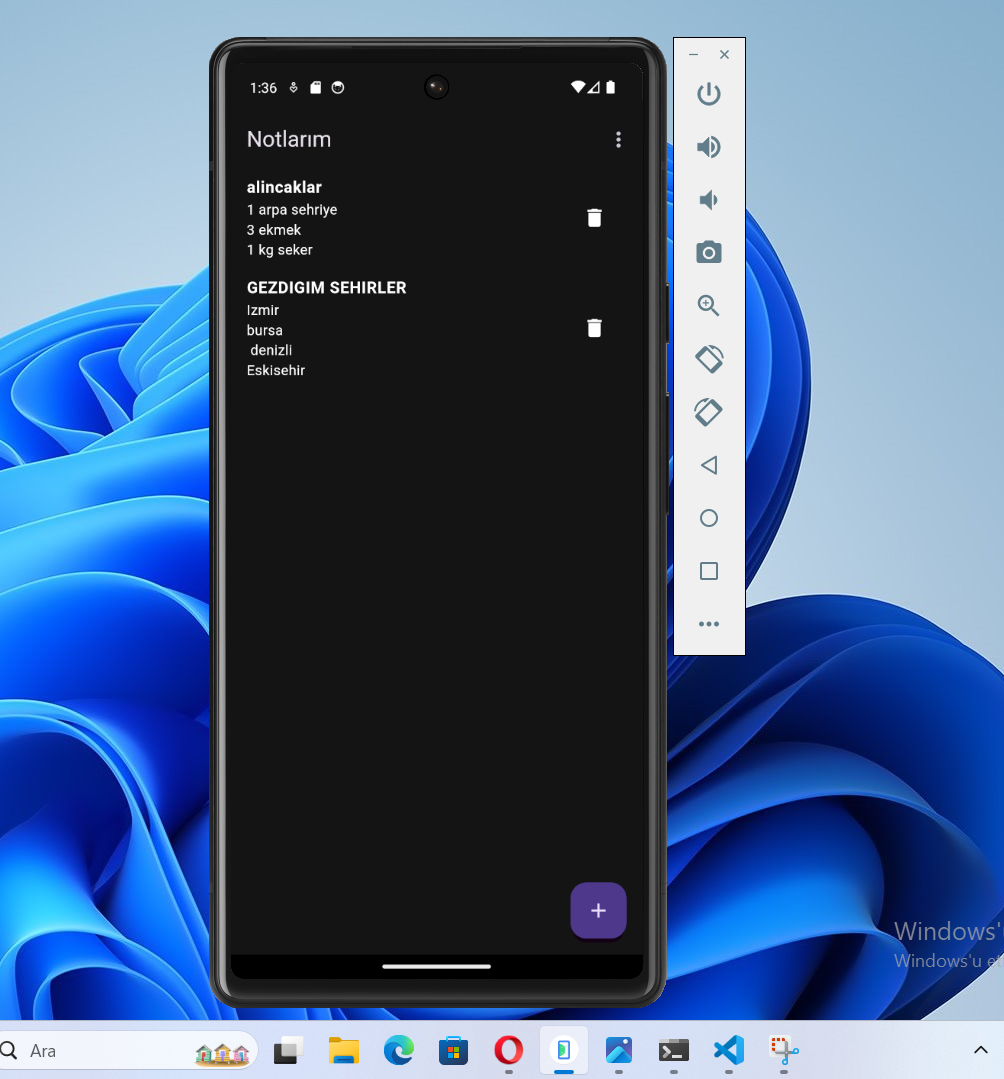 1:36
Notlarım
alincaklar
1 arpa sehriye
3 ekmek
1 kg seker
GEZDIGIM SEHIRLER
Izmir
bursa
denizli
Eskisehir
Windows'
Windows'u et
Ara